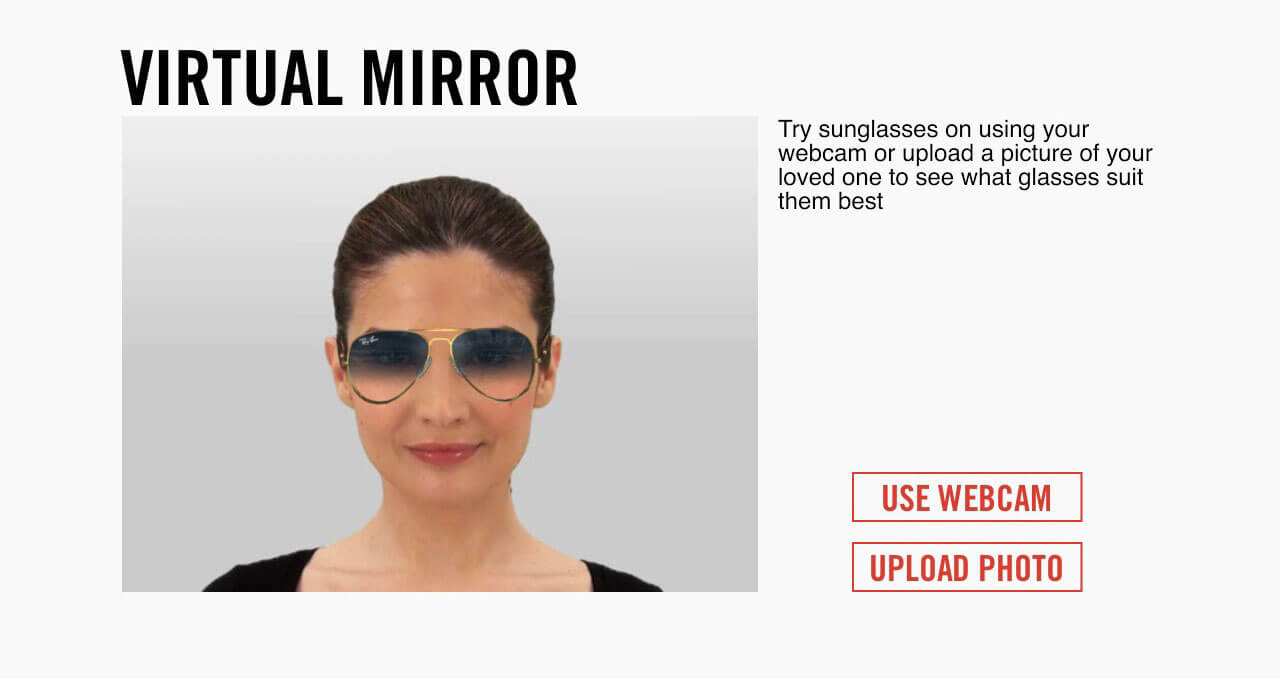 VIRTUAL MIRROR
Try sunglasses on using your
webcam or upload a picture of your
loved one to see what glasses suit
them best
Ray-Ban
USE WEBCAM
UPLOAD PHOTO